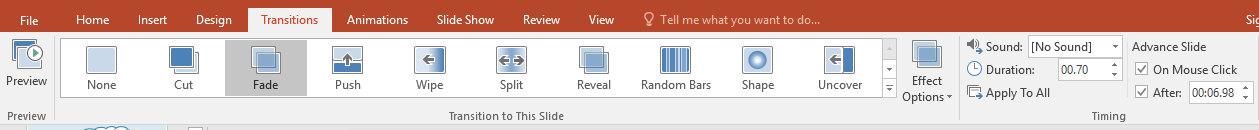 File Home Insert Design Transitions Animations Slide Show Review View Tell me what you want to do...
Preview
None Cut Fade Push Wipe Split Reveal Random Bars Shape Uncover
Effect
Options
Sound: [No Sound]
Duration: 00.70
Apply To All
Advance Slide
On Mouse Click
After: 00:06.98
Preview Transition to This Slide Timing